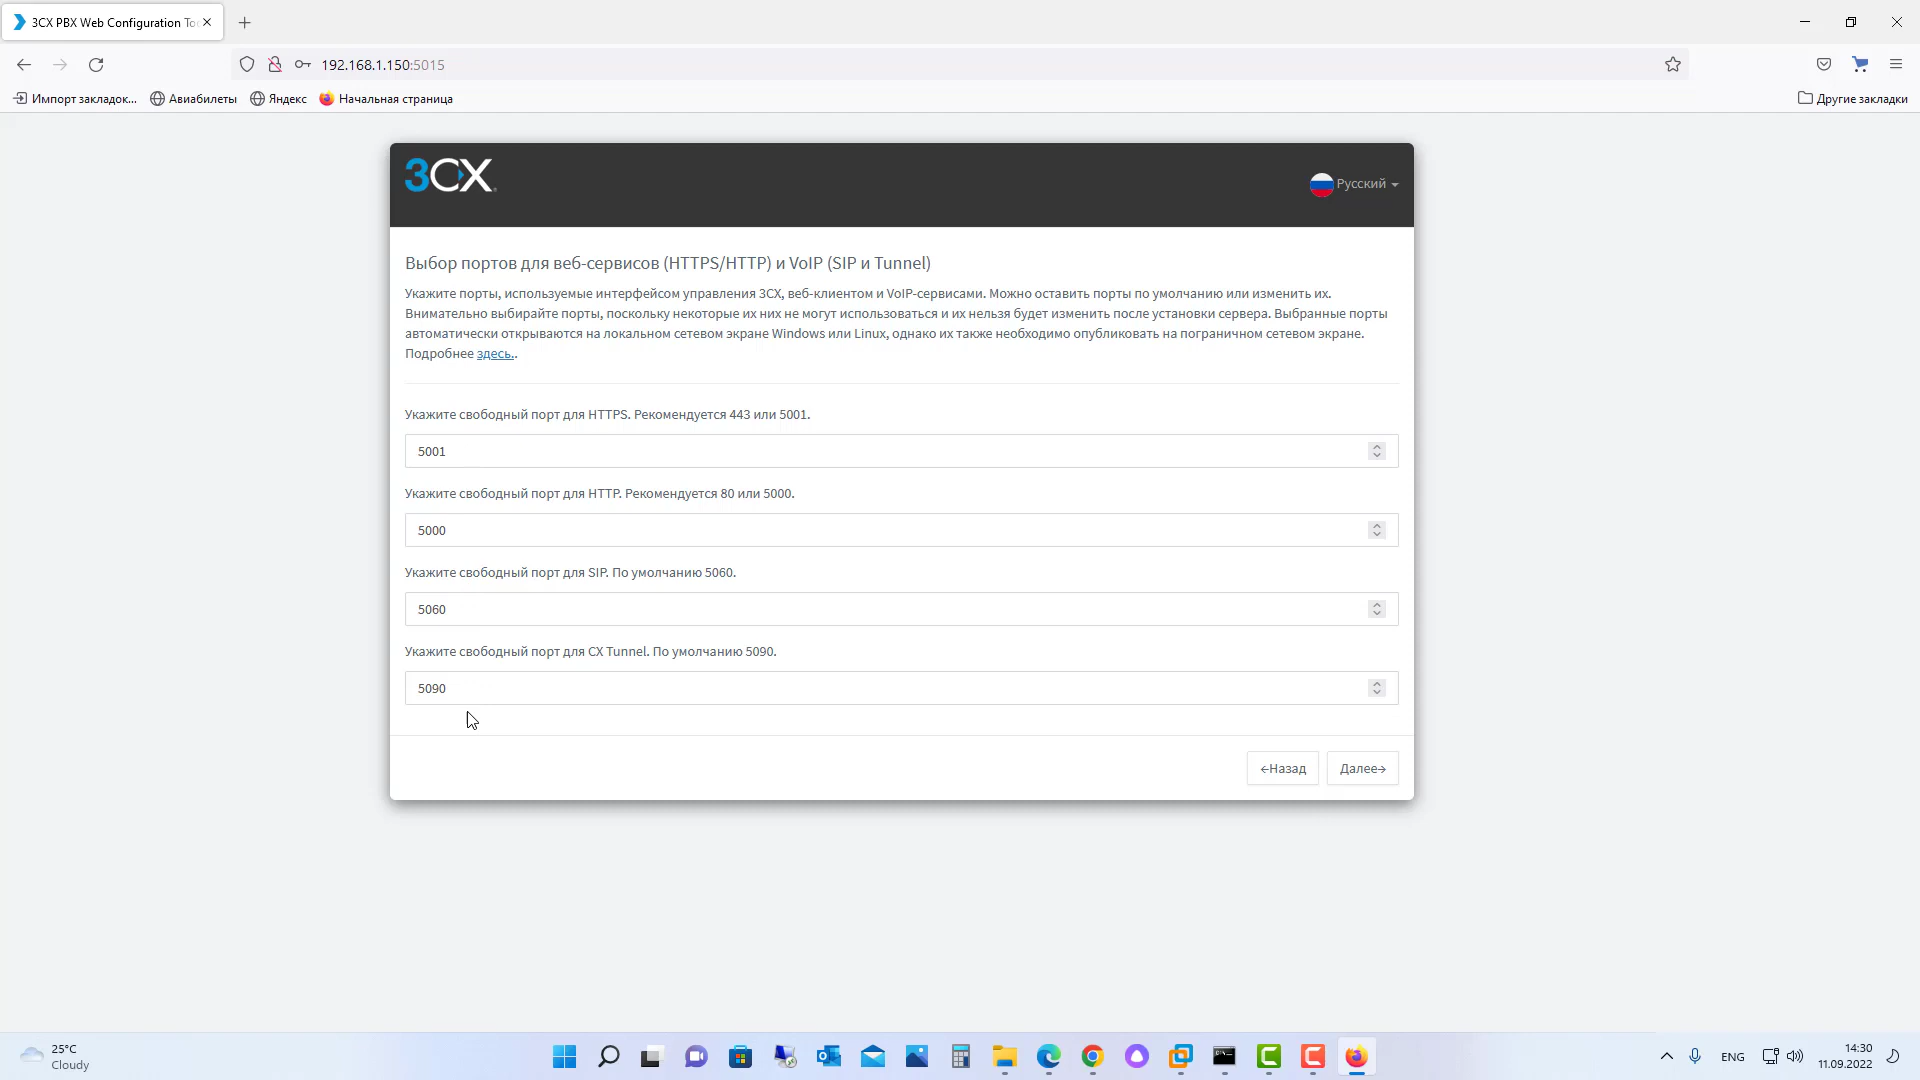 3CX PBX Web Configuration To
192.168.1.150:5015
Импорт закладок...
Авиабилеты
Яндекс
Начальная страница
Другие закладки
3CX
Русский
Выбор портов для веб-сервисов (HTTPS/HTTP) и VoIP (SIP и Tunnel)
Укажите порты, используемые интерфейсом управления 3CX, веб-клиентом и VoIP-сервисами. Можно оставить порты по умолчанию или изменить их.
Внимательно выбирайте порты, поскольку некоторые их них не могут использоваться и их нельзя будет изменить после установки сервера. Выбранные порты
автоматически открываются на локальном сетевом экране Windows или Linux, однако их также необходимо опубликовать на пограничном сетевом экране.
Подробнее здесь..
Укажите свободный порт для HTTPS. Рекомендуется 443 или 5001.
5001
Укажите свободный порт для HTTP. Рекомендуется 80 или 5000.
5000
Укажите свободный порт для SIP. По умолчанию 5060.
5060
Укажите свободный порт для CX Tunnel. По умолчанию 5090.
5090
←Назад
Далее→
25°C
Cloudy
ENG
14:30
11.09.2022